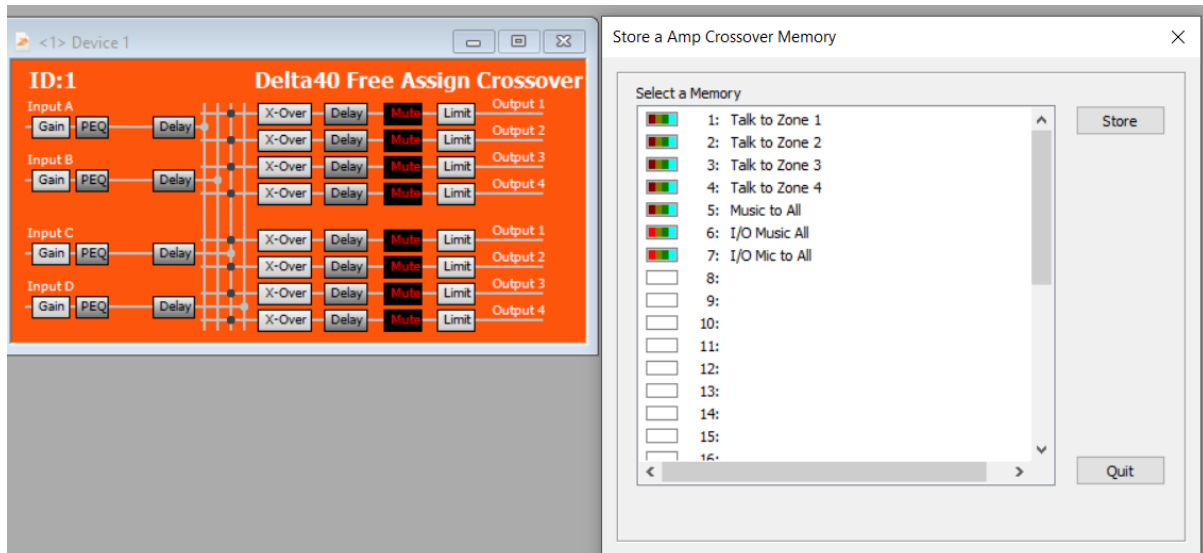 <1> Device 1
ID:1 Delta40 Free Assign Crossover
Input A
Gain PEQ Delay
X-Over Delay Mute Limit Output 1
X-Over Delay Mute Limit Output 2
Input B
Gain PEQ Delay
X-Over Delay Mute Limit Output 3
X-Over Delay Mute Limit Output 4
Input C
Gain PEQ Delay
X-Over Delay Mute Limit Output 1
X-Over Delay Mute Limit Output 2
Input D
Gain PEQ Delay
X-Over Delay Mute Limit Output 3
X-Over Delay Mute Limit Output 4
Store a Amp Crossover Memory
Select a Memory
1: Talk to Zone 1
2: Talk to Zone 2
3: Talk to Zone 3
4: Talk to Zone 4
5: Music to All
6: I/O Music All
7: I/O Mic to All
8:
9:
10:
11:
12:
13:
14:
15:
16:
Store
Quit